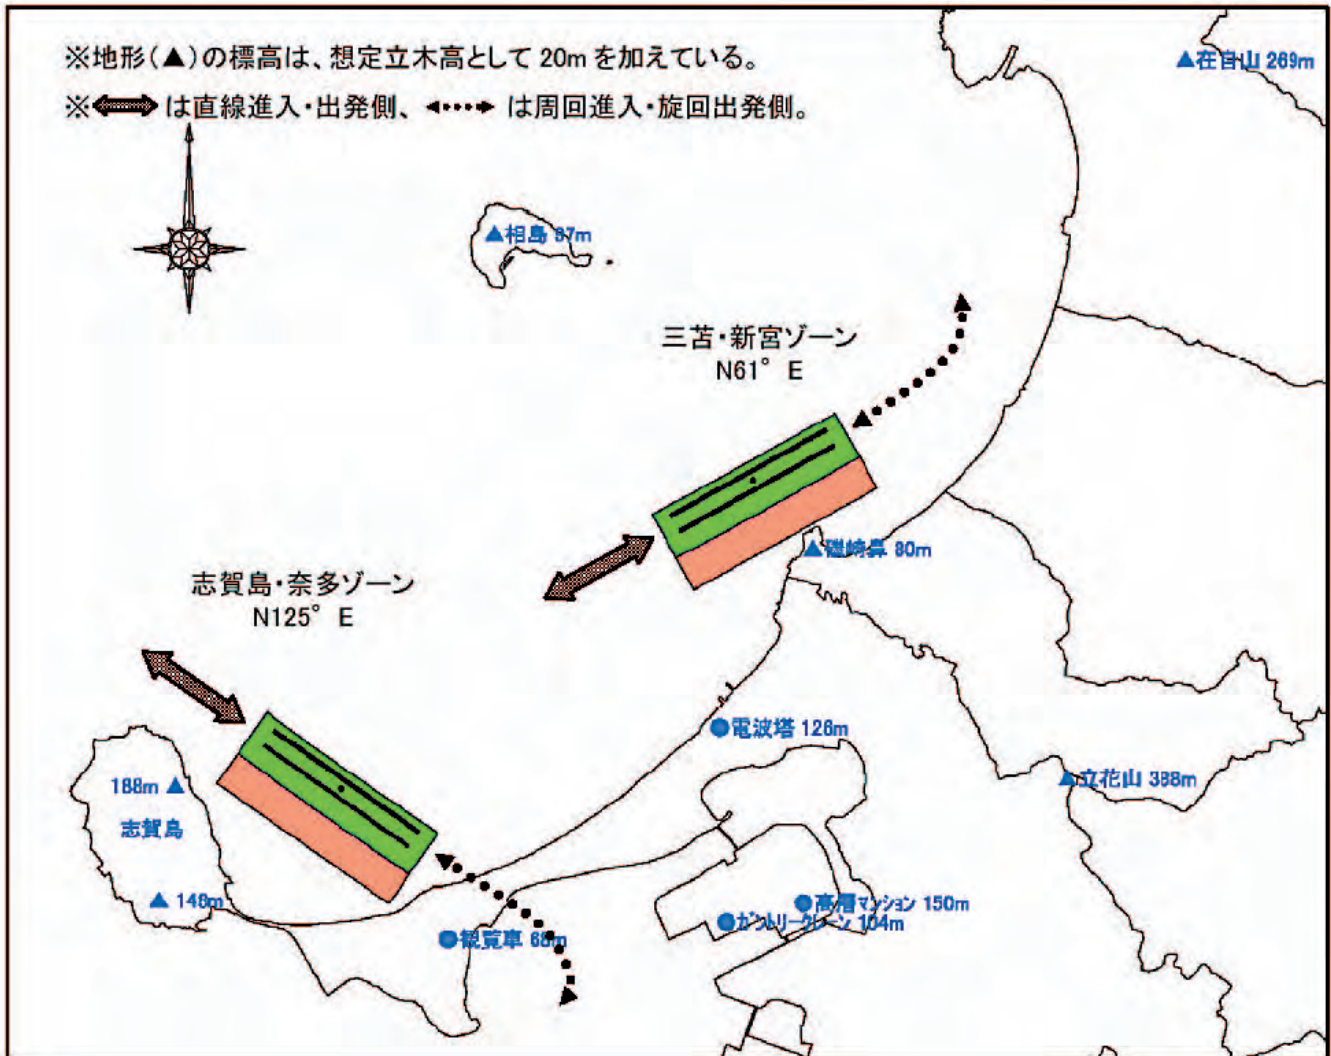 ※地形(▲)の標高は、想定立木高として 20m を加えている。
※ は直線進入・出発側、 は周回進入・旋回出発側。
▲在自山 269m
▲相島 97m
三苫・新宮ゾーン
N61° E
▲磯崎鼻 80m
志賀島・奈多ゾーン
N125° E
電波塔 126m
188m ▲
▲立花山 388m
志賀島
▲ 148m
高層マンション 150m
ガントリークレーン 104m
観覧車 68m